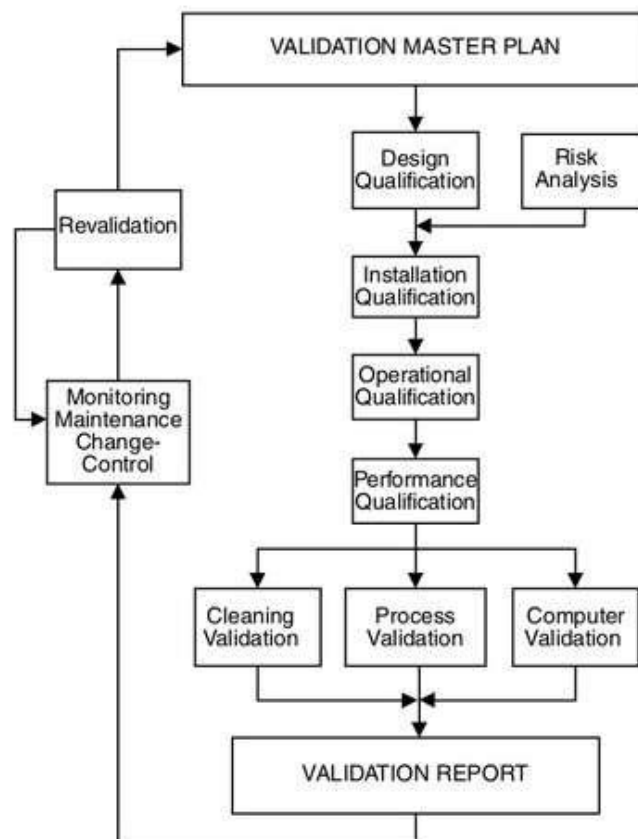 VALIDATION MASTER PLAN
Design
Qualification
Risk
Analysis
Revalidation
Installation
Qualification
Operational
Qualification
Monitoring
Maintenance
Change-
Control
Performance
Qualification
Cleaning
Validation
Process
Validation
Computer
Validation
VALIDATION REPORT